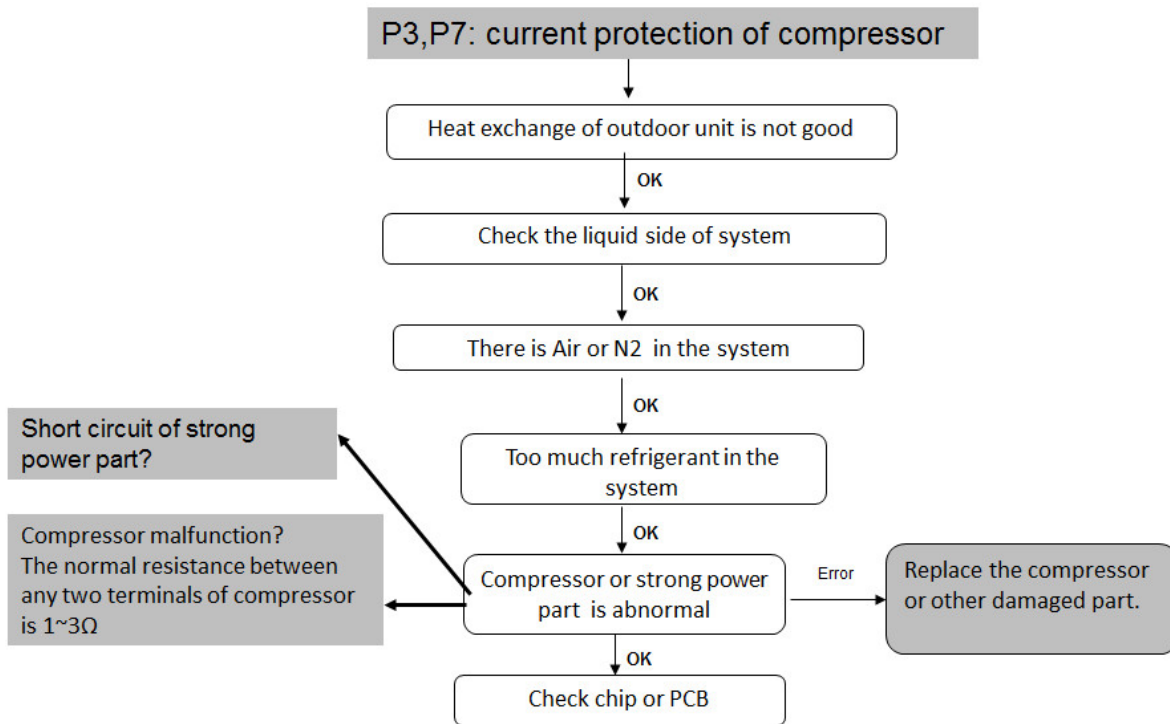 P3,P7: current protection of compressor
Heat exchange of outdoor unit is not good
OK
Check the liquid side of system
OK
There is Air or N2 in the system
OK
Short circuit of strong
power part?
Too much refrigerant in the
system
OK
Compressor malfunction?
The normal resistance between
any two terminals of compressor
is 1~3Ω
Compressor or strong power
part is abnormal
Error
Replace the compressor
or other damaged part.
OK
Check chip or PCB